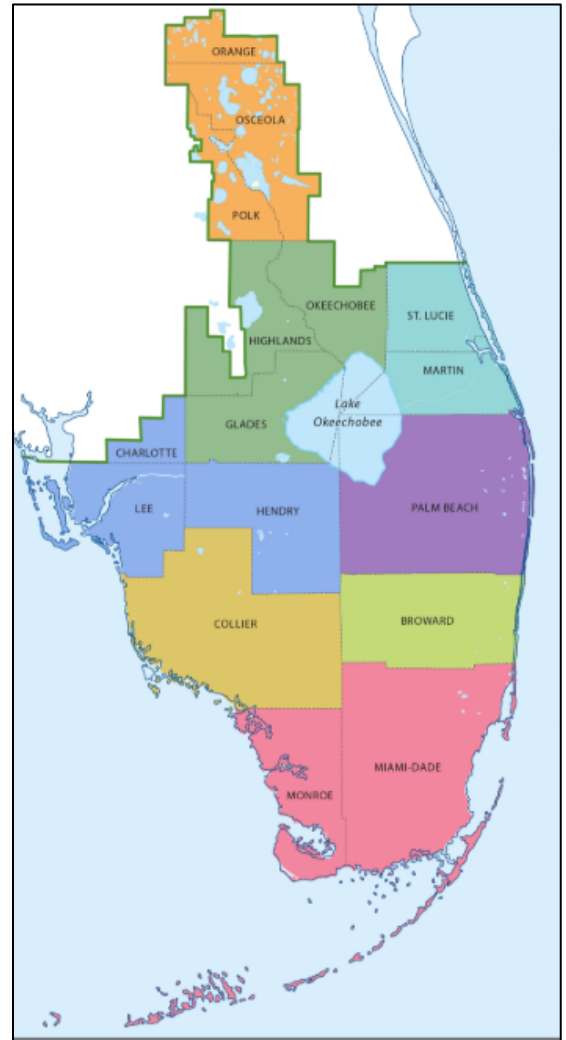 ORANGE
OSCEOLA
POLK
OKEECHOBEE
ST. LUCIE
HIGHLANDS
MARTIN
Lake
Okeechobee
GLADES
CHARLOTTE
LEE
HENDRY
PALM BEACH
COLLIER
BROWARD
MIAMI-DADE
MONROE